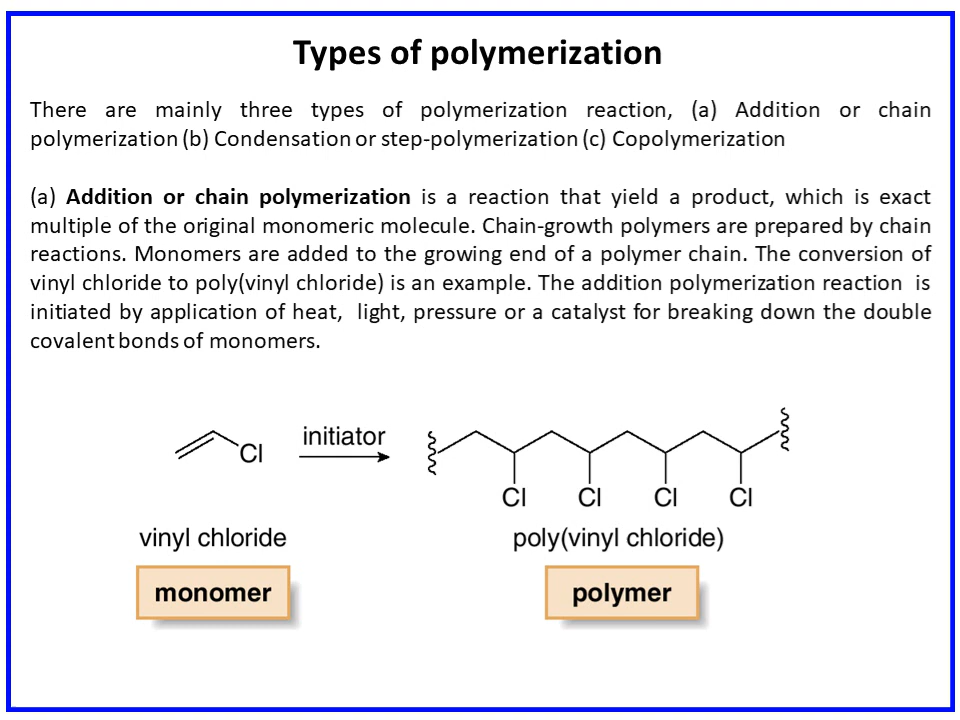 Types of polymerization
There are mainly three types of polymerization reaction, (a) Addition or chain
polymerization (b) Condensation or step-polymerization (c) Copolymerization
(a) Addition or chain polymerization is a reaction that yield a product, which is exact
multiple of the original monomeric molecule. Chain-growth polymers are prepared by chain
reactions. Monomers are added to the growing end of a polymer chain. The conversion of
vinyl chloride to poly(vinyl chloride) is an example. The addition polymerization reaction is
initiated by application of heat, light, pressure or a catalyst for breaking down the double
covalent bonds of monomers.
initiator
Cl
Cl Cl Cl Cl
vinyl chloride poly(vinyl chloride)
monomer polymer